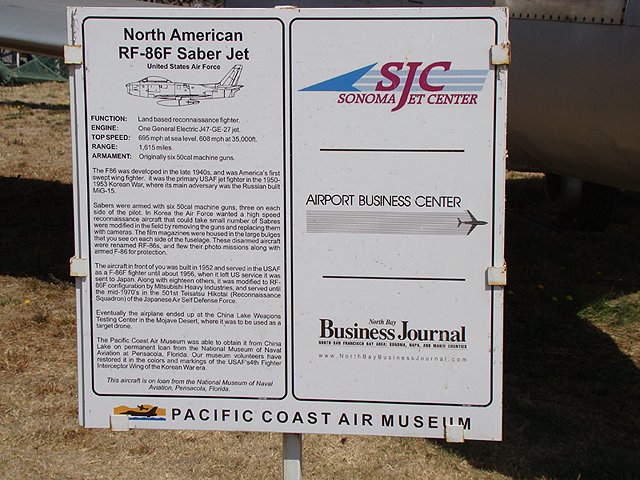 North American
RF-86F Saber Jet
United States Air Force
FUNCTION: Land based reconnaissance fighter.
ENGINE: One General Electric J47-GE-27 jet.
TOP SPEED: 695 mph at sea level. 608 mph at 35,000ft.
RANGE: 1,615 miles.
ARMAMENT: Originally six 50cal machine guns.
The F86 was developed in the late 1940s, and was America's first
swept wing fighter. it was the primary USAF jet fighter in the 1950-
1953 Korean War, where its main adversary was the Russian built
MiG-15.
Sabers were armed with six 50cal machine guns, three on each
side of the pilot. In Korea the Air Force wanted a high speed
reconnaissance aircraft that could take small number of Sabres
were modified in the field by removing the guns and replacing them
with cameras. The film magazines were housed in the large bulges
that you see on each side of the fuselage. These disarmed aircraft
were renamed RF-86s, and flew their photo missions along with
armed F-86 for protection.
The aircraft in front of you was built in 1952 and served in the USAF
as a F-86F fighter until about 1956, when it left US service it was
sent to Japan. Along with eighteen others, it was modified to RF-
86F configuration by Mitsubishi Heavy Industries, and served until
the mid-1970's in the 501st Teisatsu Hikotai (Reconnaissance
Squadron) of the Japanese Air Self Defense Force.
Eventually the airplane ended up at the China Lake Weapons
Testing Center in the Mojave Desert, where it was to be used as a
target drone.
The Pacific Coast Air Museum was able to obtain it from China
Lake on permanent loan from the National Museum of Naval
Aviation at Pensacola, Florida. Our museum volunteers have
restored it in the colors and markings of the USAF's4th Fighter
Interceptor Wing of the Korean War era.
This aircraft is on loan from the National Museum of Naval
Aviation, Pensacola, Florida.
SJC
SONOMA JET CENTER
AIRPORT BUSINESS CENTER
North Bay
Business Journal
NORTH SAN FRANCISCO BAY AREA: SONOMA, NAPA, AND MARIN COUNTIES
www.NorthBayBusinessJournal.com
PACIFIC COAST AIR MUSEUM